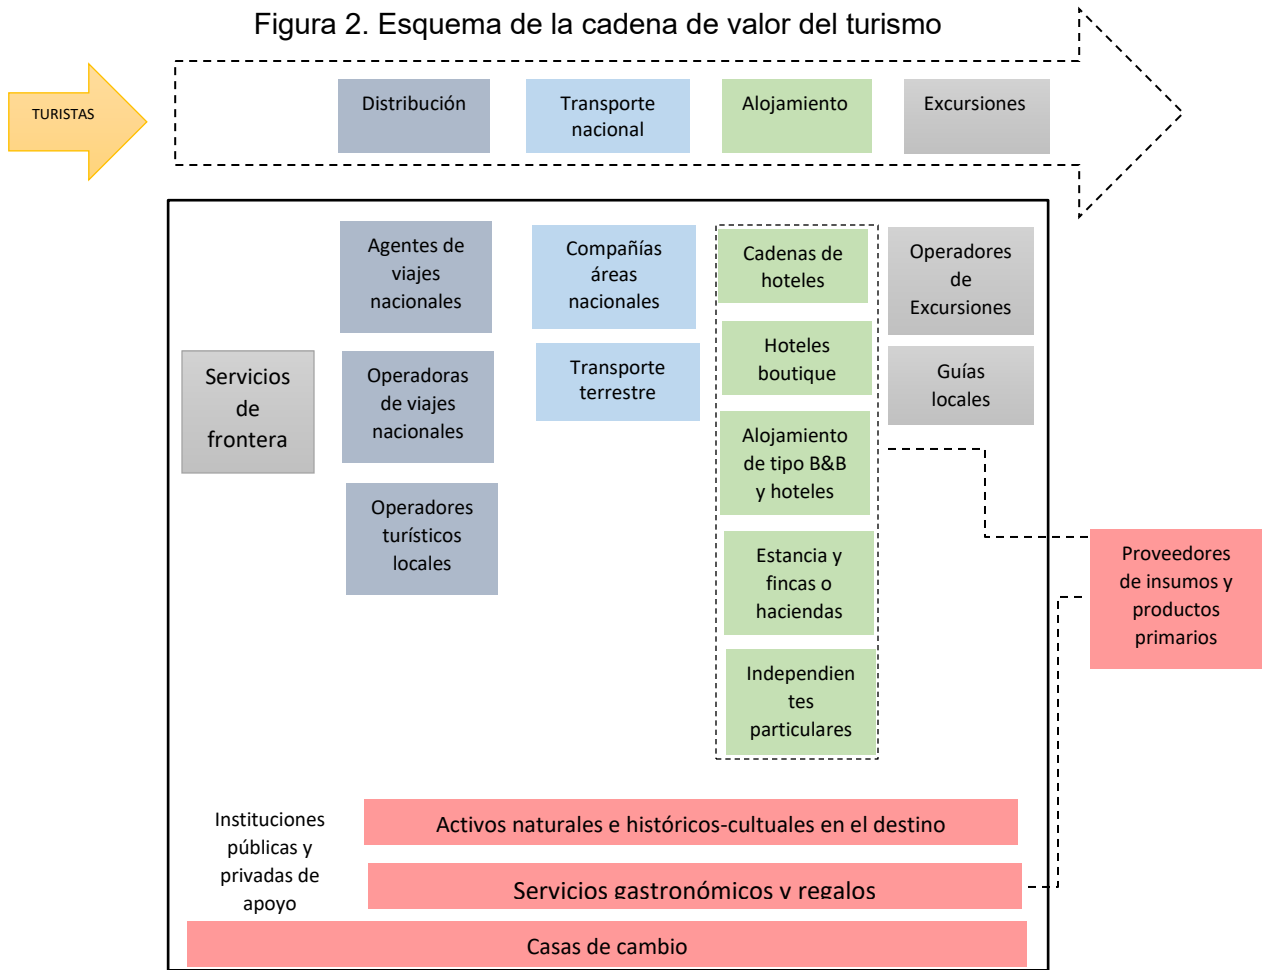 Figura 2. Esquema de la cadena de valor del turismo
TURISTAS
Distribución
Transporte
nacional
Alojamiento
Excursiones
Servicios
de
frontera
Agentes de
viajes
nacionales
Operadoras
de viajes
nacionales
Operadores
turísticos
locales
Compañías
áreas
nacionales
Transporte
terrestre
Cadenas de
hoteles
Hoteles
boutique
Alojamiento
de tipo B&B
y hoteles
Estancia y
fincas o
haciendas
Independien
tes
particulares
Operadores
de
Excursiones
Guías
locales
Proveedores
de insumos y
productos
primarios
Instituciones
públicas y
privadas de
apoyo
Activos naturales e históricos-cultuales en el destino
Servicios gastronómicos y regalos
Casas de cambio